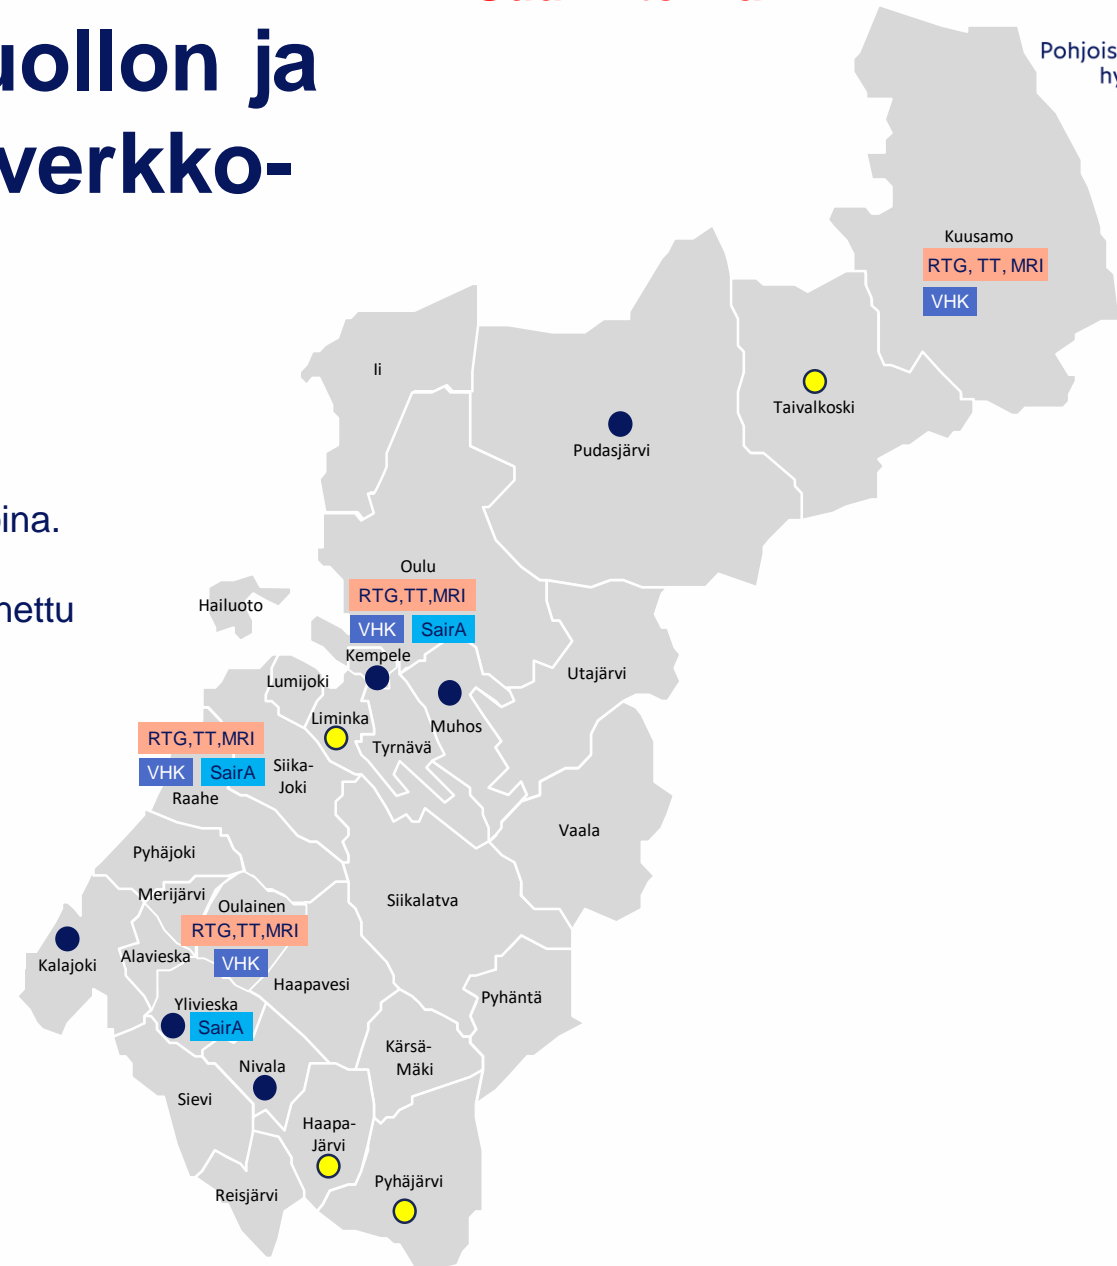 uollon ja
verkko-
Pohjois
hy
ina.
nettu
Kuusamo
RTG, TT, MRI
VHK
Ii
Taivalkoski
Pudasjärvi
Oulu
RTG,TT,MRI
VHK SairA
Hailuoto
Kempele
Utajärvi
Lumijoki
Liminka
Muhos
Tyrnävä
RTG,TT,MRI
VHK SairA
Siika-
Joki
Raahe
Vaala
Pyhäjoki
Merijärvi
Siikalatva
Oulainen
RTG,TT,MRI
VHK
Alavieska
Kalajoki
Haapavesi
Pyhäntä
Ylivieska
SairA
Kärsä-
Mäki
Nivala
Sievi
Haapa-
Järvi
Pyhäjärvi
Reisjärvi